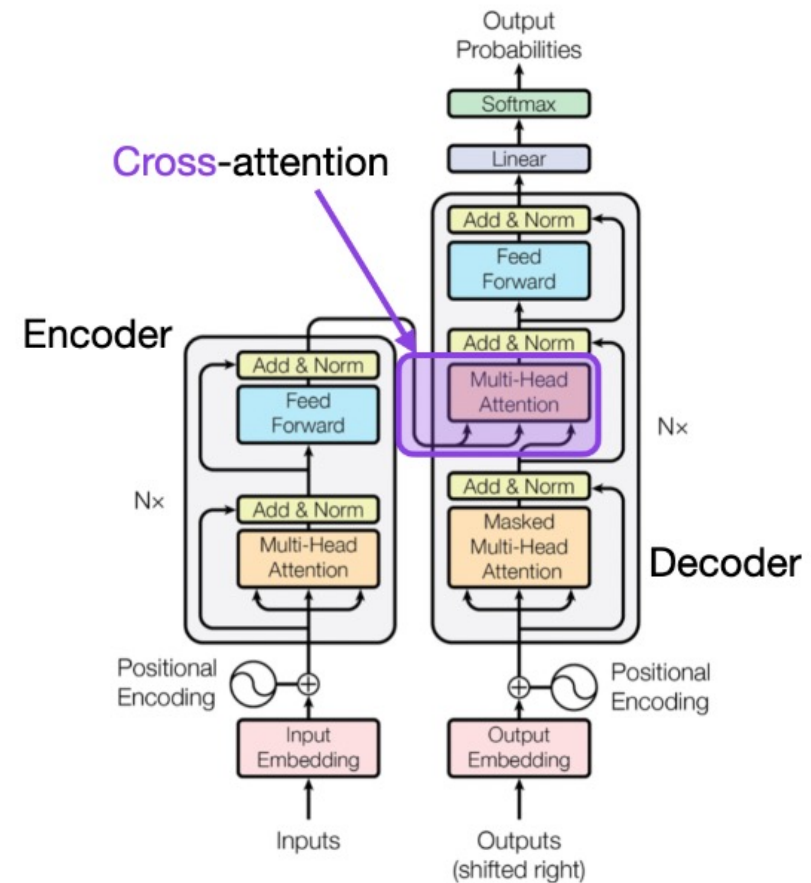 Output
Probabilities
Softmax
Linear
Cross-attention
Add & Norm
Feed
Forward
Add & Norm
Multi-Head
Attention
Add & Norm
Masked
Multi-Head
Attention
Nx
Decoder
Encoder
Add & Norm
Feed
Forward
Nx
Add & Norm
Multi-Head
Attention
Positional
Encoding
Positional
Encoding
Input
Embedding
Output
Embedding
Inputs
Outputs
(shifted right)